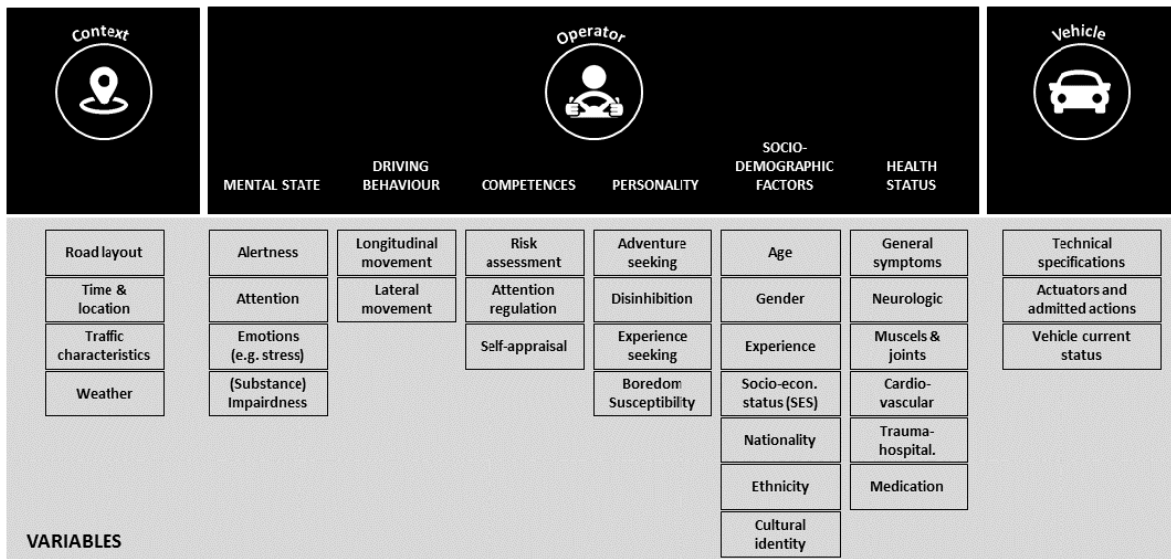 Context
Operator
Vehicle
MENTAL STATE
DRIVING
BEHAVIOUR
COMPETENCES
PERSONALITY
SOCIO-
DEMOGRAPHIC
FACTORS
HEALTH
STATUS
Road layout
Time &
location
Traffic
characteristics
Weather
Alertness
Attention
Emotions
(e.g. stress)
(Substance)
Impairdness
Longitudinal
movement
Lateral
movement
Risk
assessment
Attention
regulation
Self-appraisal
Adventure
seeking
Disinhibition
Experience
seeking
Boredom
Susceptibility
Age
Gender
Experience
Socio-econ.
status (SES)
Nationality
Ethnicity
Cultural
identity
General
symptoms
Neurologic
Muscels &
joints
Cardio-
vascular
Trauma-
hospital.
Medication
Technical
specifications
Actuators and
admitted actions
Vehicle current
status
VARIABLES